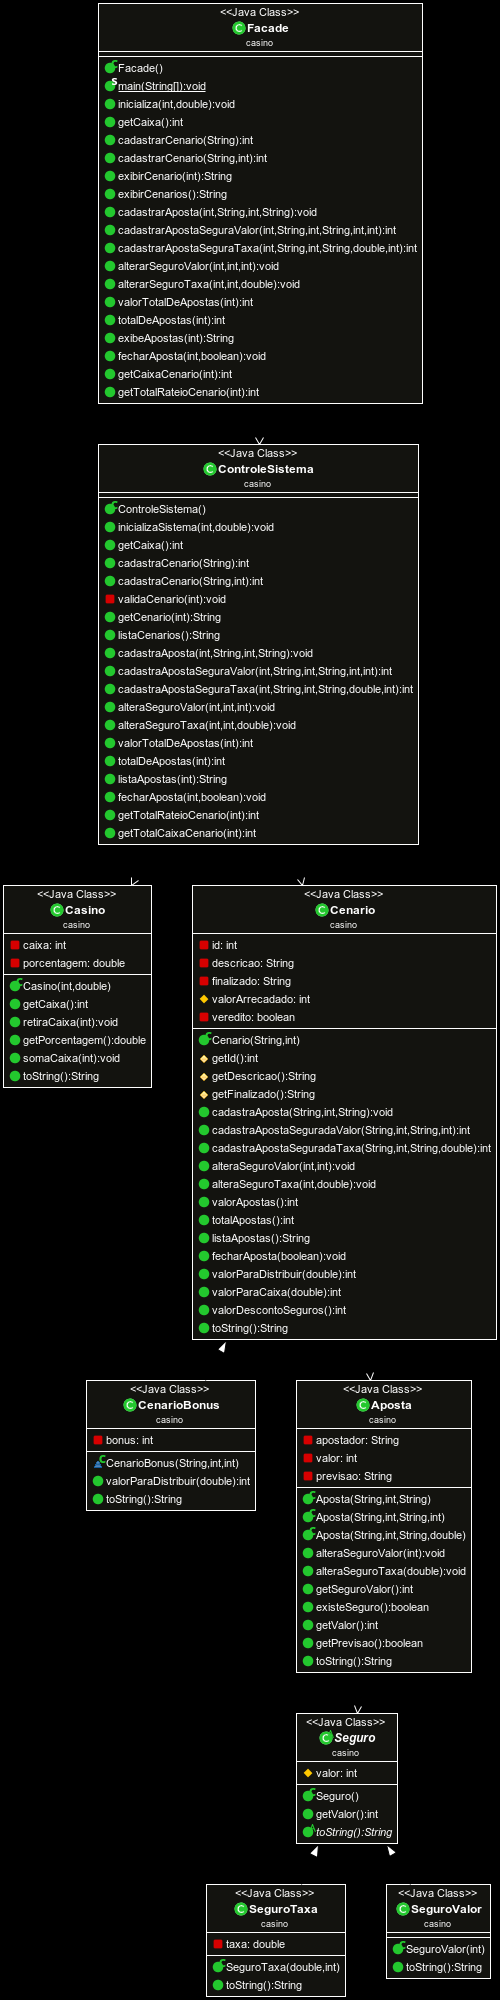 <<Java Class>>
Facade
casino
Facade()
main(String[]):void
inicializa(int,double):void
getCaixa():int
cadastrarCenario(String):int
cadastrarCenario(String,int):int
exibirCenario(int):String
exibirCenarios():String
cadastrarAposta(int,String,int,String):void
cadastrarApostaSeguraValor(int,String,int,String,int,int):int
cadastrarApostaSeguraTaxa(int,String,int,String,double,int):int
alterarSeguroValor(int,int,int):void
alterarSeguroTaxa(int,int,double):void
valorTotalDeApostas(int):int
totalDeApostas(int):int
exibeApostas(int):String
fecharAposta(int,boolean):void
getCaixaCenario(int):int
getTotalRateioCenario(int):int
<<Java Class>>
ControleSistema
casino
ControleSistema()
inicializaSistema(int,double):void
getCaixa():int
cadastraCenario(String):int
cadastraCenario(String,int):int
validaCenario(int):void
getCenario(int):String
listaCenarios():String
cadastraAposta(int,String,int,String):void
cadastraApostaSeguraValor(int,String,int,String,int,int):int
cadastraApostaSeguraTaxa(int,String,int,String,double,int):int
alteraSeguroValor(int,int,int):void
alteraSeguroTaxa(int,int,double):void
valorTotalDeApostas(int):int
totalDeApostas(int):int
listaApostas(int):String
fecharAposta(int,boolean):void
getTotalRateioCenario(int):int
getTotalCaixaCenario(int):int
<<Java Class>>
Casino
casino
caixa: int
porcentagem: double
Casino(int,double)
getCaixa():int
retiraCaixa(int):void
getPorcentagem():double
somaCaixa(int):void
toString():String
<<Java Class>>
Cenario
casino
id: int
descricao: String
finalizado: String
valorArrecadado: int
veredito: boolean
Cenario(String,int)
getId():int
getDescricao():String
getFinalizado():String
cadastraAposta(String,int,String):void
cadastraApostaSeguradaValor(String,int,String,int):int
cadastraApostaSeguradaTaxa(String,int,String,double):int
alteraSeguroValor(int,int):void
alteraSeguroTaxa(int,double):void
valorApostas():int
totalApostas():int
listaApostas():String
fecharAposta(boolean):void
valorParaDistribuir(double):int
valorParaCaixa(double):int
valorDescontoSeguros():int
toString():String
<<Java Class>>
CenarioBonus
casino
bonus: int
CenarioBonus(String,int,int)
valorParaDistribuir(double):int
toString():String
<<Java Class>>
Aposta
casino
apostador: String
valor: int
previsao: String
Aposta(String,int,String)
Aposta(String,int,String,int)
Aposta(String,int,String,double)
alteraSeguroValor(int):void
alteraSeguroTaxa(double):void
getSeguroValor():int
existeSeguro():boolean
getValor():int
getPrevisao():boolean
toString():String
<<Java Class>>
Seguro
casino
valor: int
Seguro()
getValor():int
toString():String
<<Java Class>>
SeguroTaxa
casino
taxa: double
SeguroTaxa(double,int)
toString():String
<<Java Class>>
SeguroValor
casino
SeguroValor(int)
toString():String